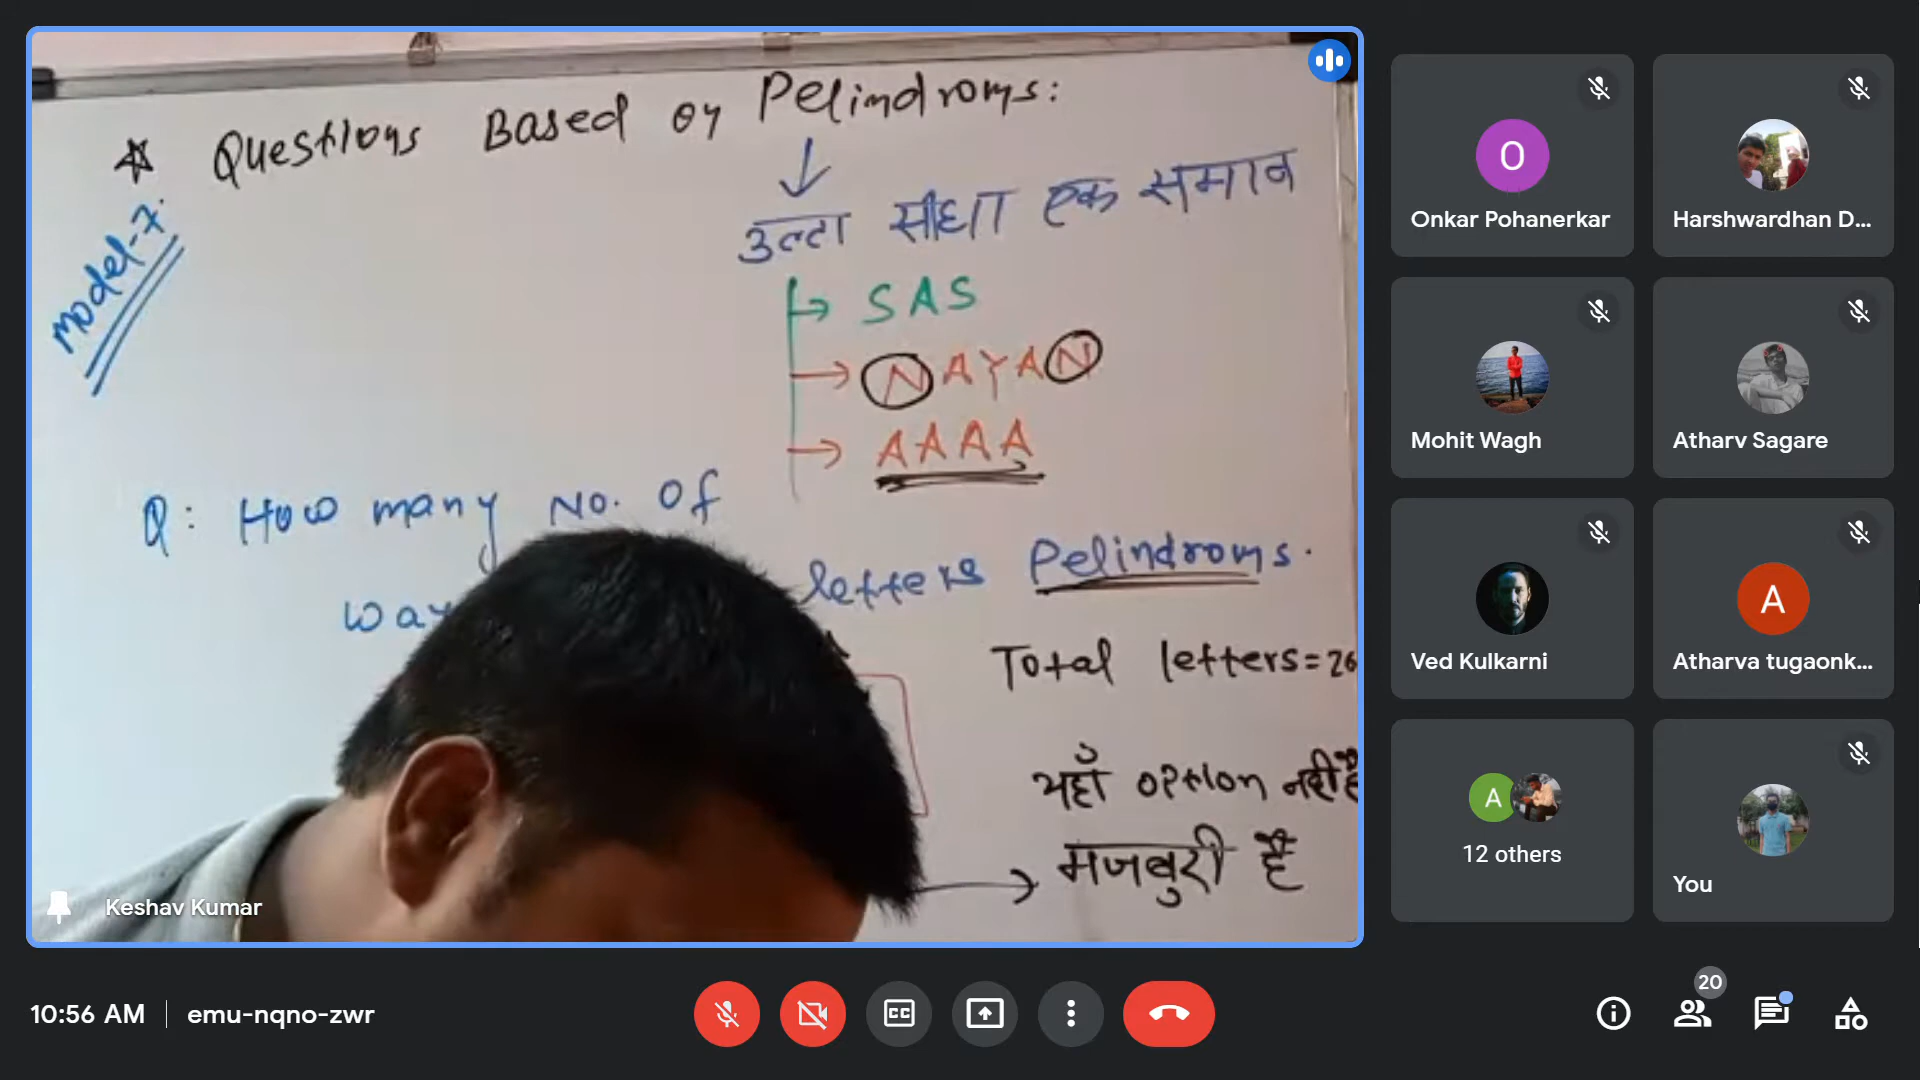 ☆ Questions Based on Pelindroms:
Model-7.
उल्टा सीधा एक समान
→ SAS
→ NAYAN
→ AAAA
Q: How many No. of
letters Pelindroms.
Total letters=26
यहाँ option नहीं है
→ मजबुरी है
Keshav Kumar
O
Onkar Pohanerkar
Harshwardhan D...
Mohit Wagh
Atharv Sagare
Ved Kulkarni
A
Atharva tugaonk...
A
12 others
You
10:56 AM | emu-nqno-zwr
CC
20